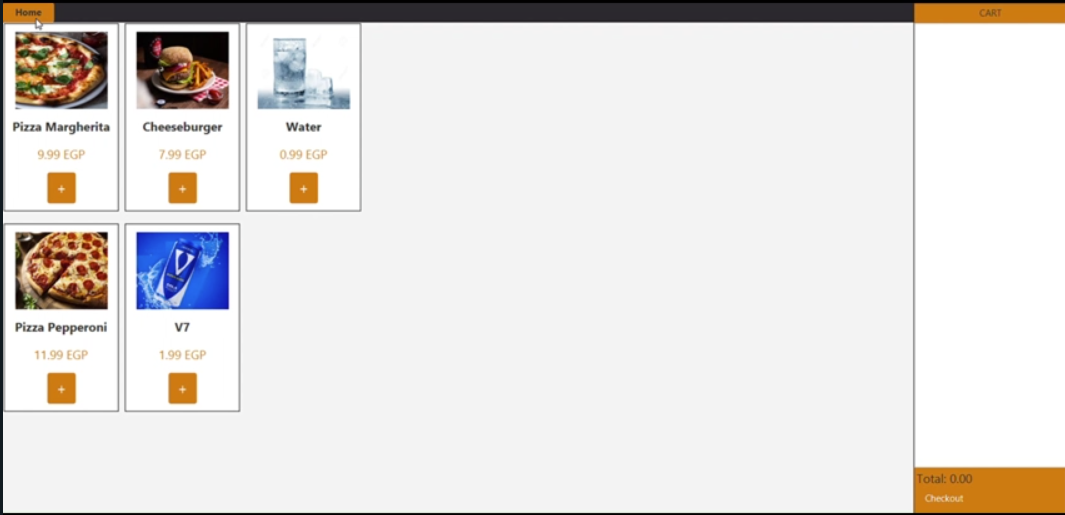 Home
CART
Pizza Margherita
9.99 EGP
+
Cheeseburger
7.99 EGP
+
Water
0.99 EGP
+
Pizza Pepperoni
11.99 EGP
+
V
V7
1.99 EGP
+
Total: 0.00
Checkout